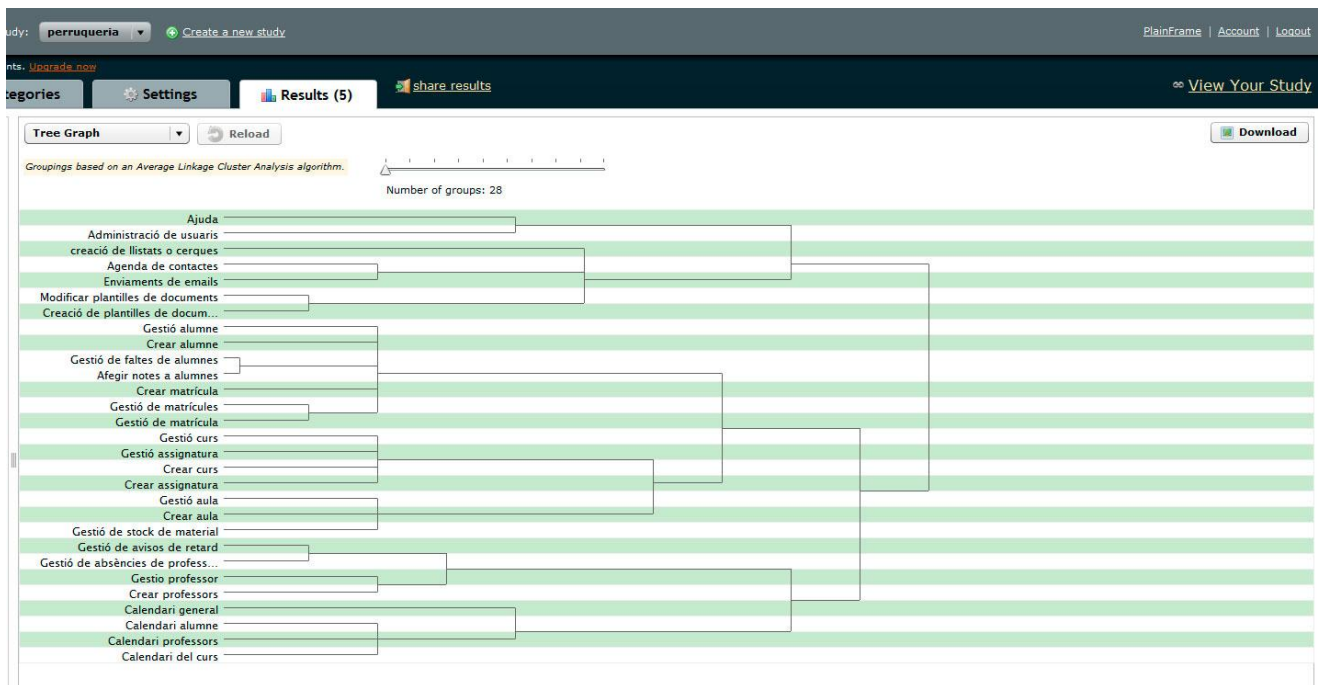 udy: perruqueria Create a new study PlainFrame | Account | Logout
nts. Upgrade now
tegories Settings Results (5) share results View Your Study
Tree Graph Reload Download
Groupings based on an Average Linkage Cluster Analysis algorithm.
Number of groups: 28
Ajuda
Administració de usuaris
creació de llistats o cerques
Agenda de contactes
Enviaments de emails
Modificar plantilles de documents
Creació de plantilles de docum...
Gestió alumne
Crear alumne
Gestió de faltes de alumnes
Afegir notes a alumnes
Crear matrícula
Gestió de matrícules
Gestió de matrícula
Gestió curs
Gestió assignatura
Crear curs
Crear assignatura
Gestió aula
Crear aula
Gestió de stock de material
Gestió de avisos de retard
Gestió de absències de profess...
Gestio professor
Crear professors
Calendari general
Calendari alumne
Calendari professors
Calendari del curs